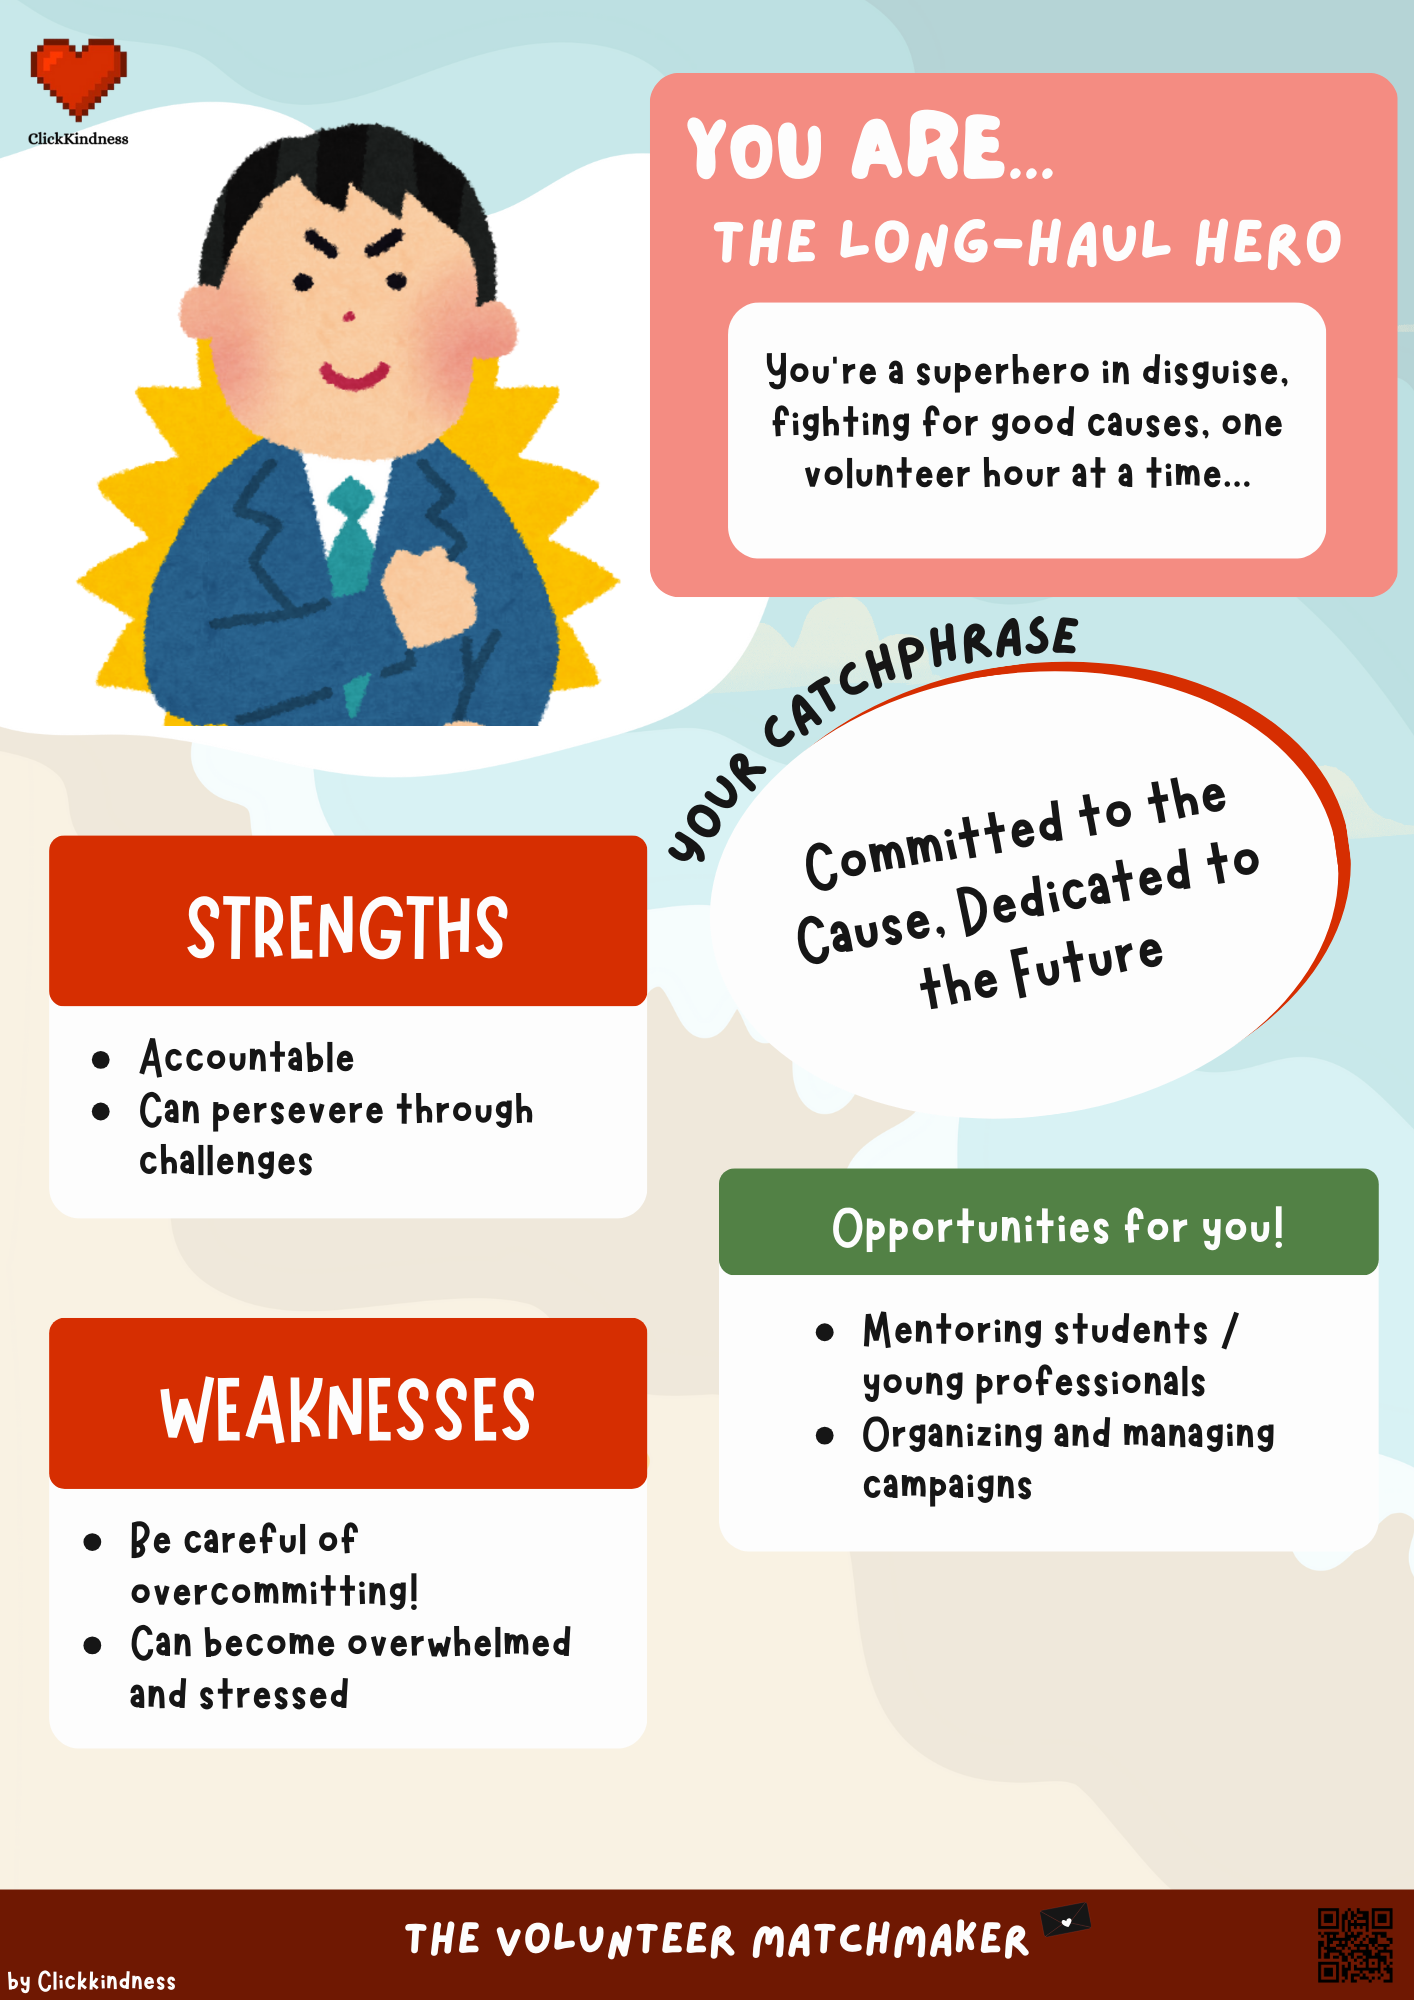 ClickKindness
YOU ARE...
THE LONG-HAUL HERO
You're a superhero in disguise,
fighting for good causes, one
volunteer hour at a time...
YOUR CATCHPHRASE
Committed to the
Cause, Dedicated to
the Future
STRENGTHS
• Accountable
• Can persevere through
challenges
WEAKNESSES
• Be careful of
overcommitting!
• Can become overwhelmed
and stressed
Opportunities for you!
• Mentoring students /
young professionals
• Organizing and managing
campaigns
THE VOLUNTEER MATCHMAKER
by Clickkindness